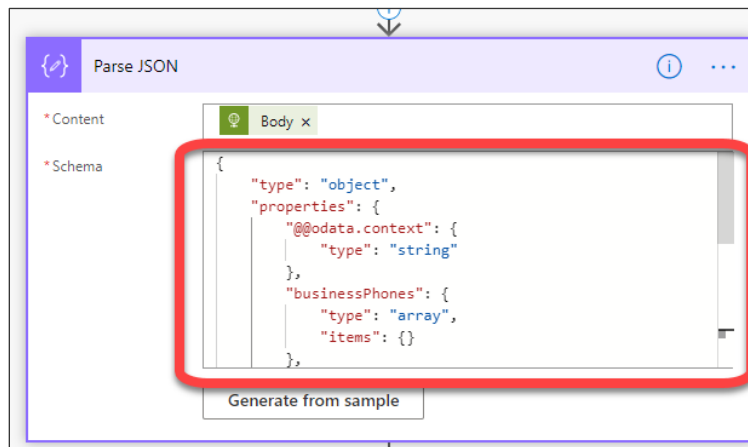 Parse JSON
*Content
Body ×
*Schema
{
    "type": "object",
    "properties": {
        "@@odata.context": {
            "type": "string"
        },
        "businessPhones": {
            "type": "array",
            "items": {}
        },
Generate from sample